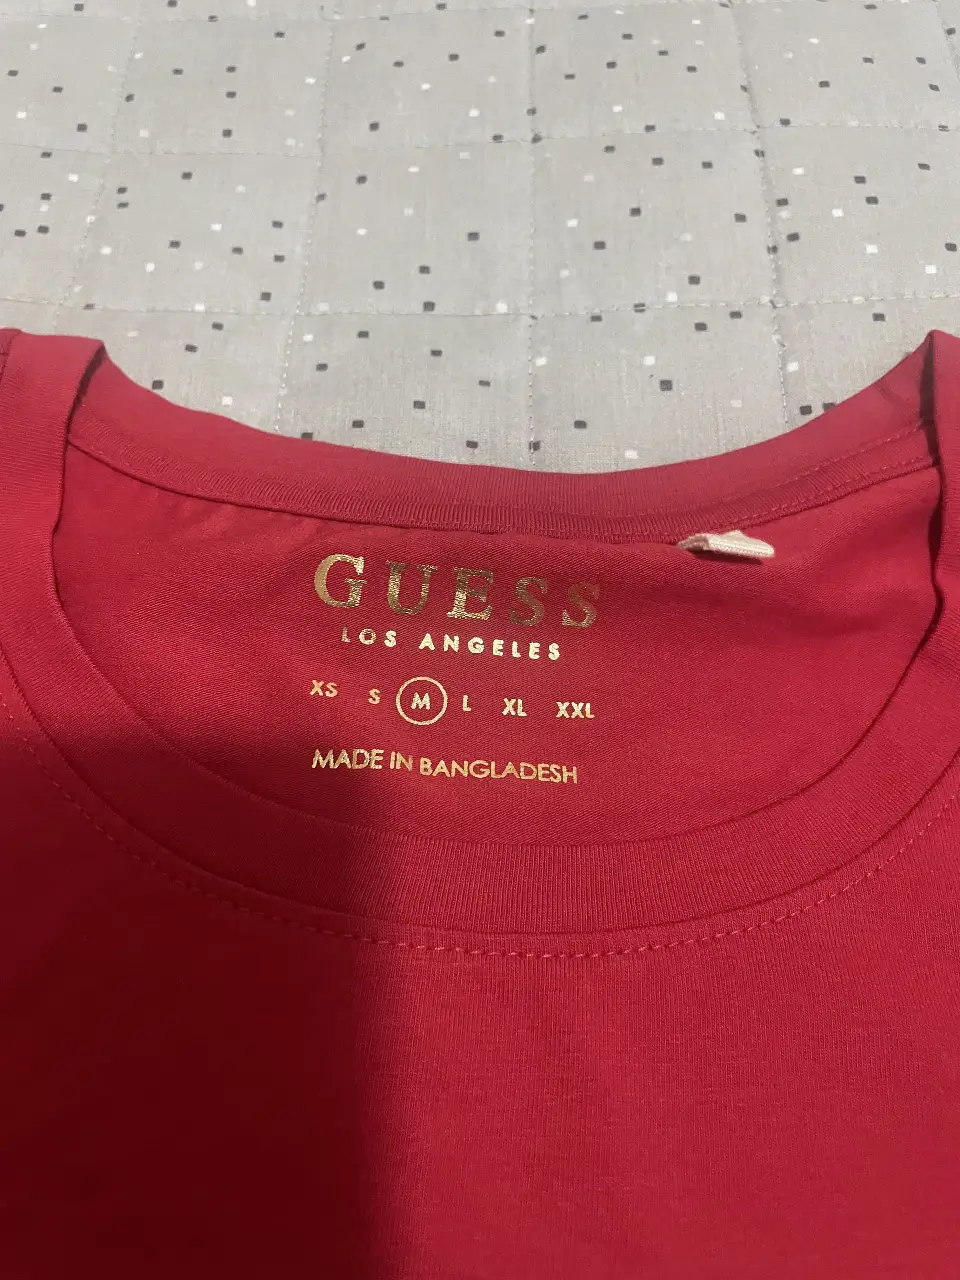 GUESS
LOS ANGELES
XS S M L XL XXL
MADE IN BANGLADESH